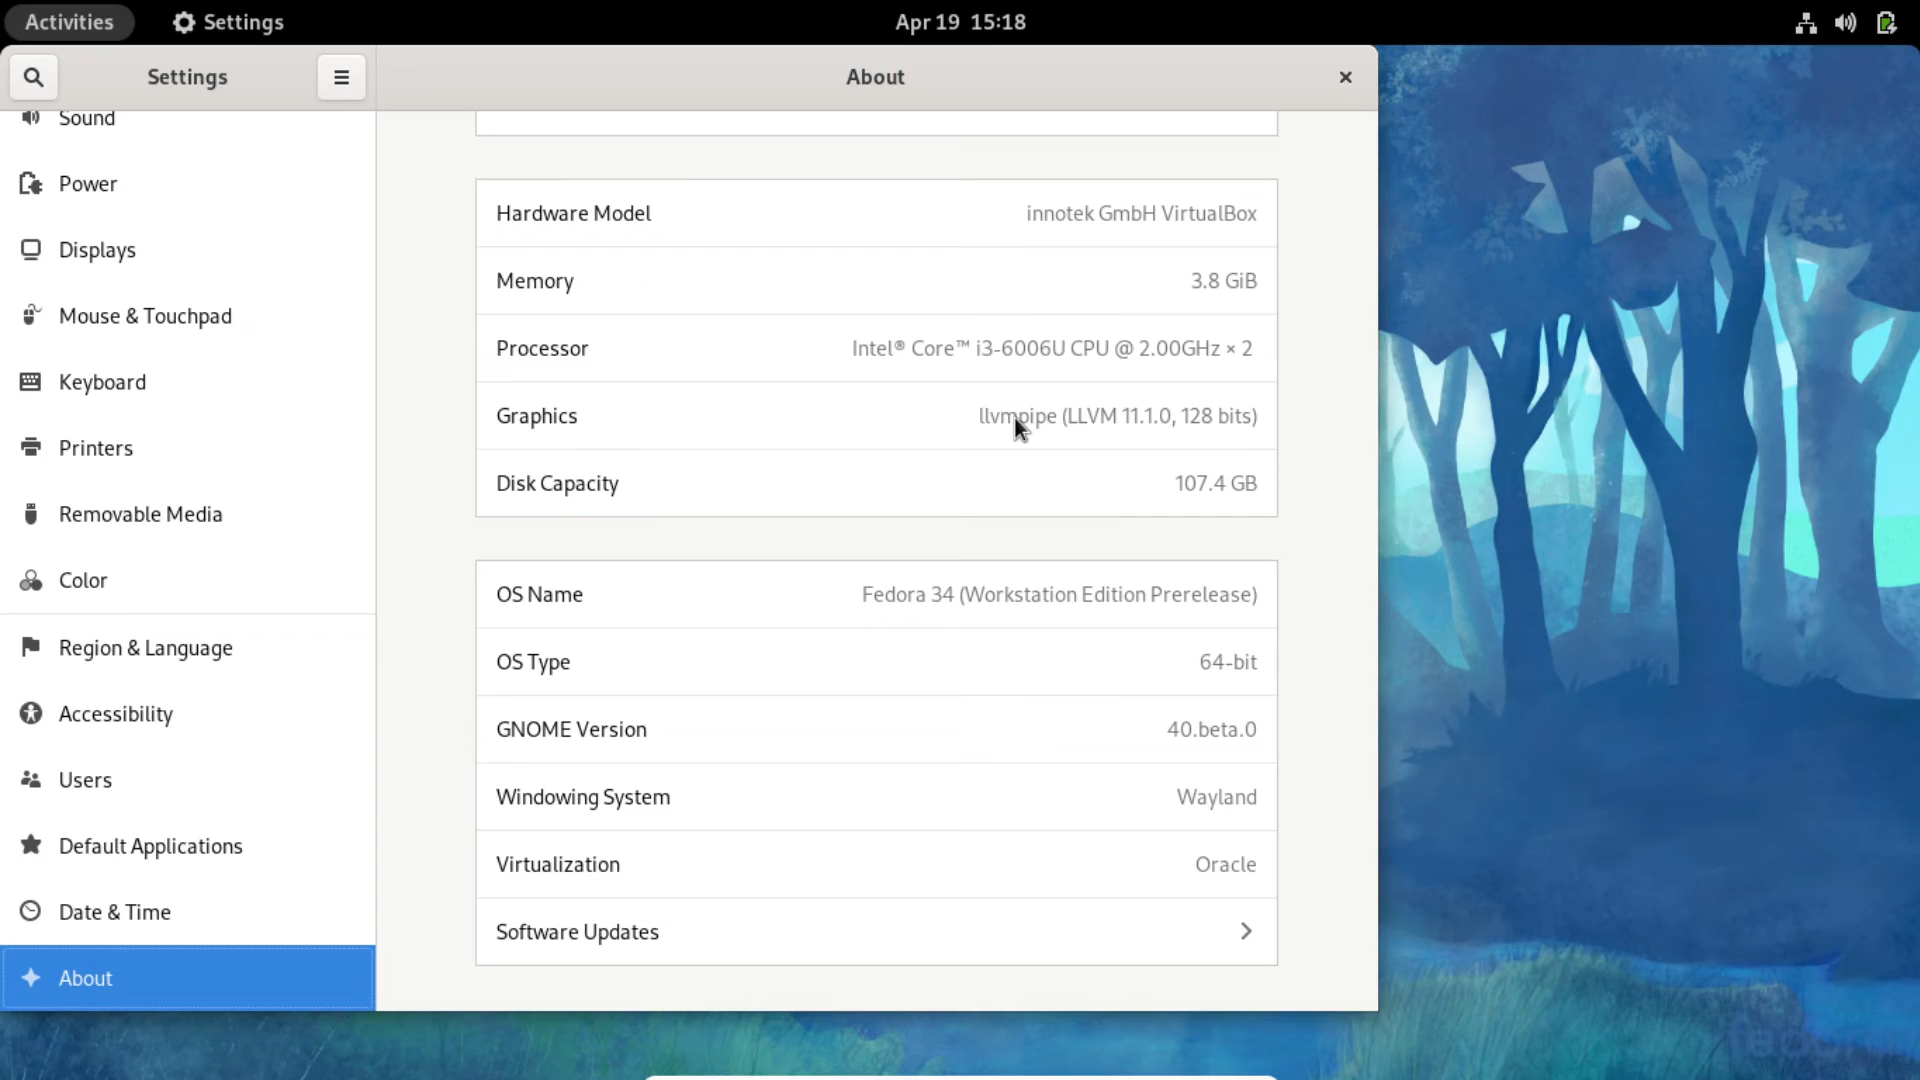 Activities
Settings
Apr 19 15:18
Settings
About
Sound
Power
Displays
Mouse & Touchpad
Keyboard
Printers
Removable Media
Color
Region & Language
Accessibility
Users
Default Applications
Date & Time
About
Hardware Model innotek GmbH VirtualBox
Memory 3.8 GiB
Processor Intel® Core™ i3-6006U CPU @ 2.00GHz × 2
Graphics llvmpipe (LLVM 11.1.0, 128 bits)
Disk Capacity 107.4 GB
OS Name Fedora 34 (Workstation Edition Prerelease)
OS Type 64-bit
GNOME Version 40.beta.0
Windowing System Wayland
Virtualization Oracle
Software Updates